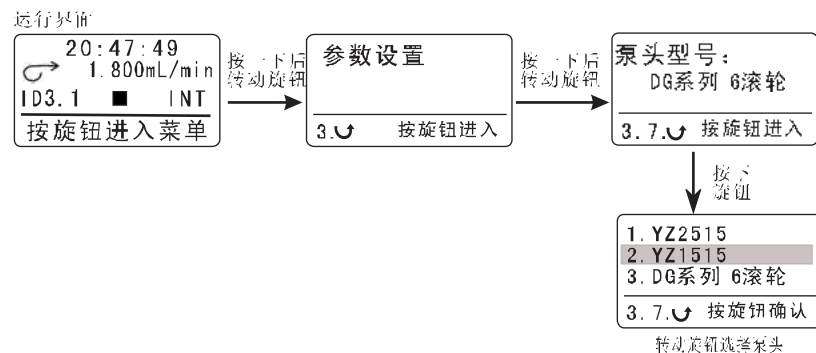 运行界面
20:47:49
1.800mL/min
ID3.1 ■ INT
按旋钮进入菜单
按一下后
转动旋钮
参数设置
3. 按旋钮进入
按一下后
转动旋钮
泵头型号：
DG系列 6滚轮
3.7. 按旋钮进入
按下
旋钮
1. YZ2515
2. YZ1515
3. DG系列 6滚轮
3.7. 按旋钮确认
转动旋钮选择泵头